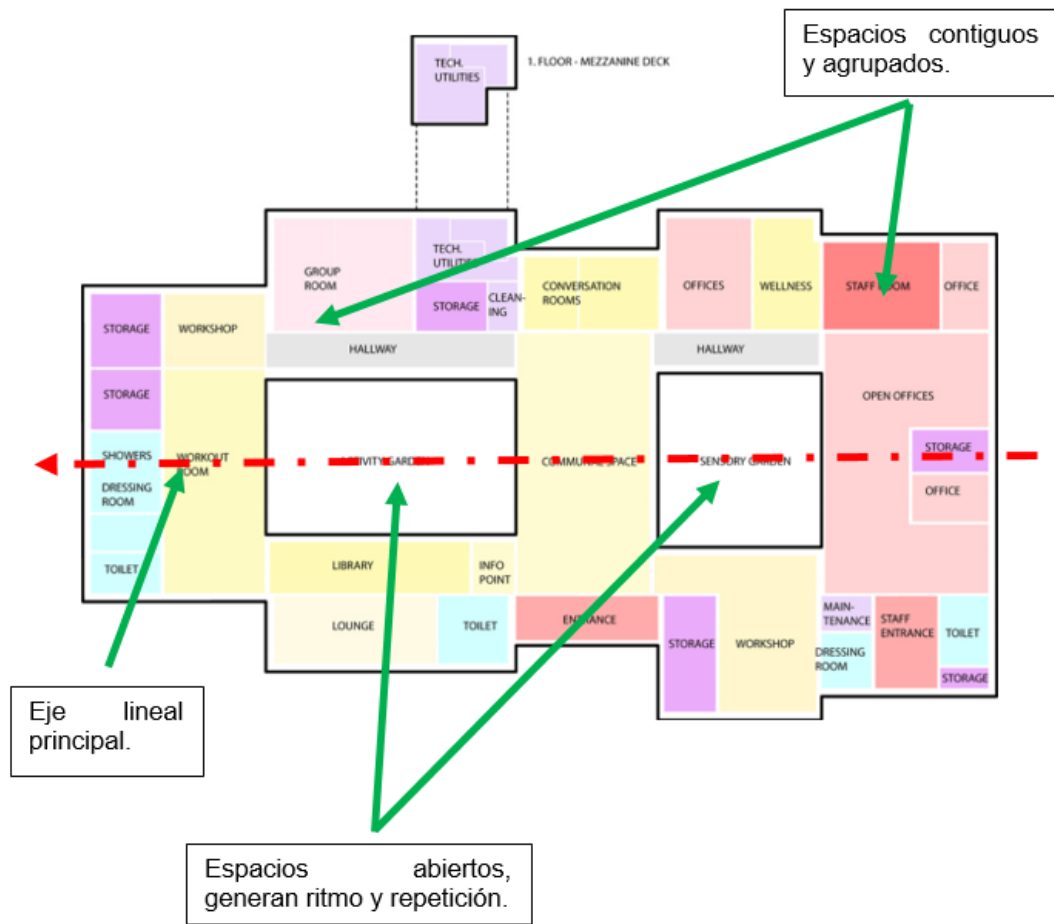 Espacios contiguos
y agrupados.
TECH.
UTILITIES
1. FLOOR - MEZZANINE DECK
GROUP
ROOM
TECH.
UTILITIES
STORAGE
CLEAN-
ING
CONVERSATION
ROOMS
OFFICES
WELLNESS
STAFF ROOM
OFFICE
STORAGE
WORKSHOP
HALLWAY
HALLWAY
STORAGE
OPEN OFFICES
SHOWERS
WORKOUT
ROOM
ACTIVITY GARDEN
COMMUNAL SPACE
SENSORY GARDEN
STORAGE
DRESSING
ROOM
OFFICE
TOILET
LIBRARY
INFO
POINT
LOUNGE
TOILET
ENTRANCE
STORAGE
WORKSHOP
MAIN-
TENANCE
DRESSING
ROOM
STAFF
ENTRANCE
TOILET
STORAGE
Eje lineal
principal.
Espacios abiertos,
generan ritmo y repetición.